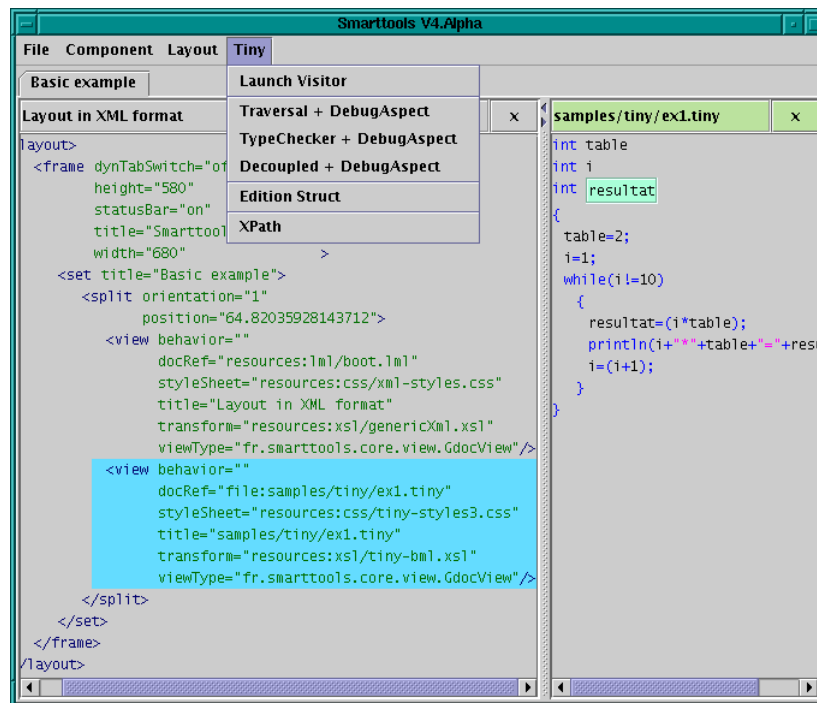 Smarttools V4.Alpha
File Component Layout Tiny
Basic example
Launch Visitor
Traversal + DebugAspect
TypeChecker + DebugAspect
Decoupled + DebugAspect
Edition Struct
XPath
Layout in XML format x
layout>
<frame dynTabSwitch="of
height="580"
statusBar="on"
title="Smarttool
width="680" >
<set title="Basic example">
<split orientation="1"
position="64.82035928143712">
<view behavior=""
docRef="resources:lml/boot.lml"
styleSheet="resources:css/xml-styles.css"
title="Layout in XML format"
transform="resources:xsl/genericXml.xsl"
viewType="fr.smarttools.core.view.GdocView"/>
<view behavior=""
docRef="file:samples/tiny/ex1.tiny"
styleSheet="resources:css/tiny-styles3.css"
title="samples/tiny/ex1.tiny"
transform="resources:xsl/tiny-bml.xsl"
viewType="fr.smarttools.core.view.GdocView"/>
</split>
</set>
</frame>
/layout>
samples/tiny/ex1.tiny x
int table
int i
int resultat
{
table=2;
i=1;
while(i!=10)
{
resultat=(i*table);
println(i+"*"+table+"="+resu
i=(i+1);
}
}